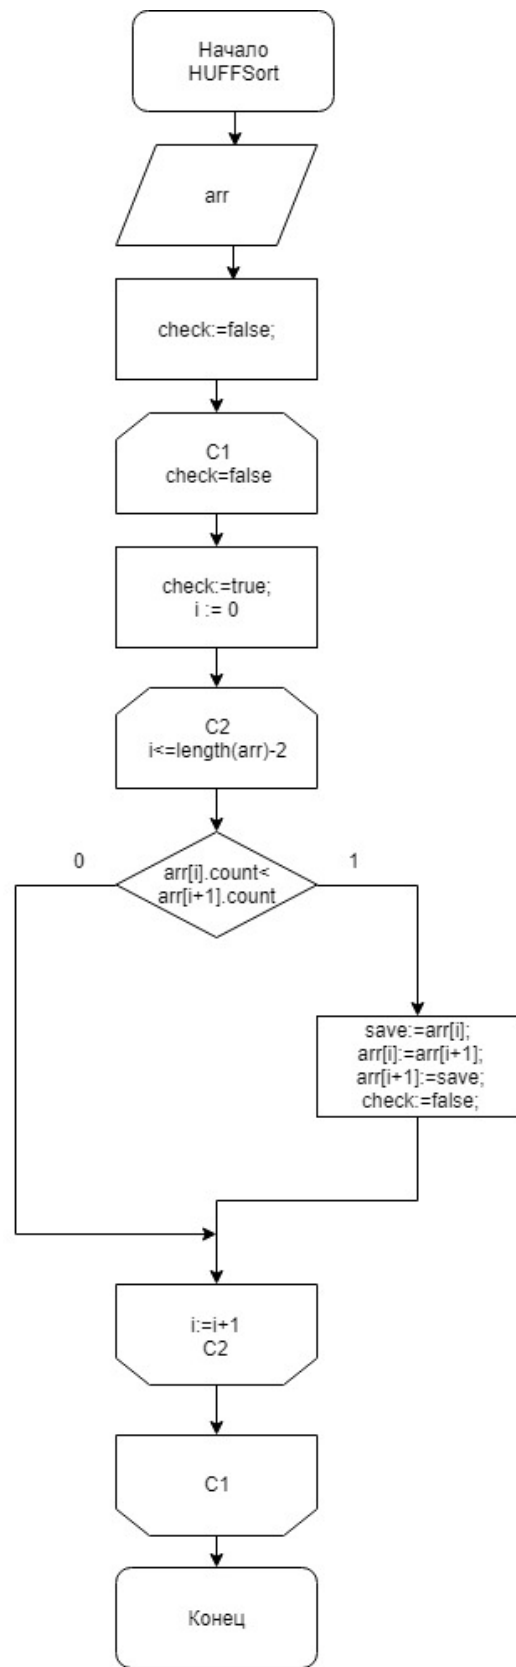 Начало
HUFFSort
arr
check:=false;
C1
check=false
check:=true;
i := 0
C2
i<=length(arr)-2
0
1
arr[i].count<
arr[i+1].count
save:=arr[i];
arr[i]:=arr[i+1];
arr[i+1]:=save;
check:=false;
i:=i+1
C2
C1
Конец